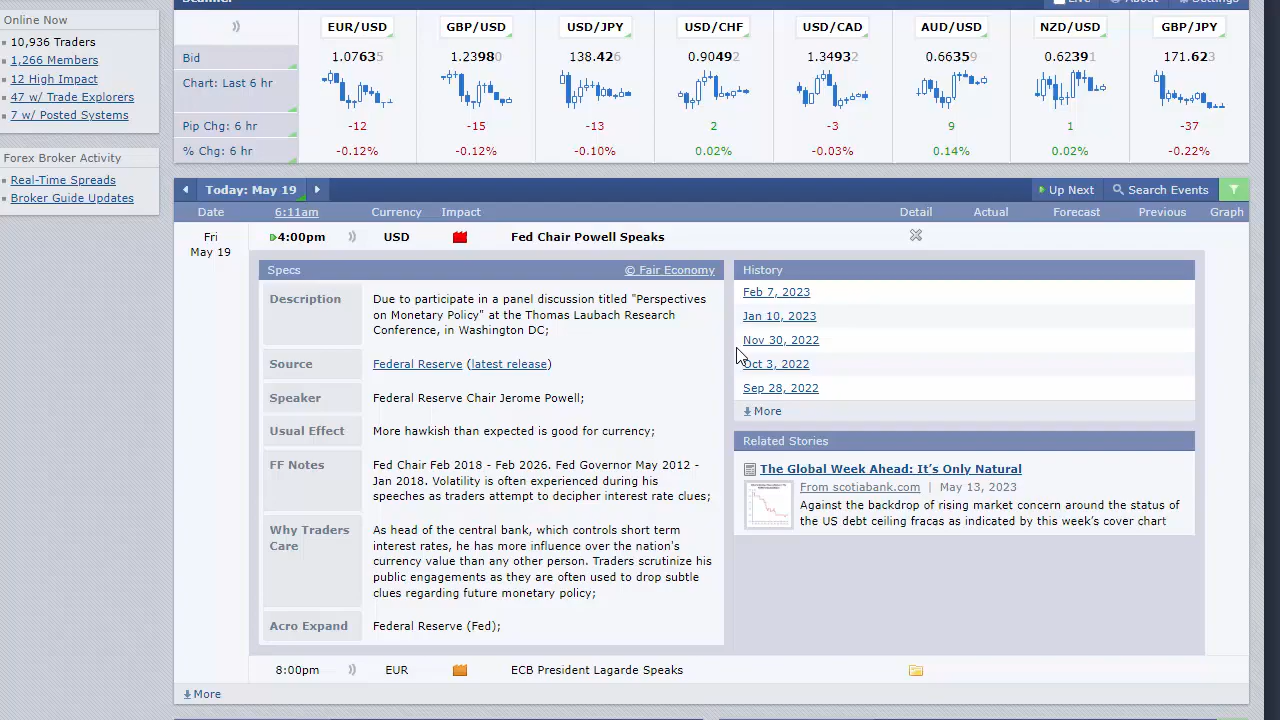 Scanner
Live About Settings
Online Now
10,936 Traders
1,266 Members
12 High Impact
47 w/ Trade Explorers
7 w/ Posted Systems
Forex Broker Activity
Real-Time Spreads
Broker Guide Updates
EUR/USD GBP/USD USD/JPY USD/CHF USD/CAD AUD/USD NZD/USD GBP/JPY
Bid 1.07635 1.23980 138.426 0.90492 1.34932 0.66359 0.62391 171.623
Chart: Last 6 hr
Pip Chg: 6 hr -12 -15 -13 2 -3 9 1 -37
% Chg: 6 hr -0.12% -0.12% -0.10% 0.02% -0.03% 0.14% 0.02% -0.22%
Today: May 19 Up Next Search Events
Date 6:11am Currency Impact Detail Actual Forecast Previous Graph
Fri
May 19
4:00pm USD Fed Chair Powell Speaks
Specs © Fair Economy
Description Due to participate in a panel discussion titled "Perspectives
on Monetary Policy" at the Thomas Laubach Research
Conference, in Washington DC;
Source Federal Reserve (latest release)
Speaker Federal Reserve Chair Jerome Powell;
Usual Effect More hawkish than expected is good for currency;
FF Notes Fed Chair Feb 2018 - Feb 2026. Fed Governor May 2012 -
Jan 2018. Volatility is often experienced during his
speeches as traders attempt to decipher interest rate clues;
Why Traders As head of the central bank, which controls short term
Care interest rates, he has more influence over the nation's
currency value than any other person. Traders scrutinize his
public engagements as they are often used to drop subtle
clues regarding future monetary policy;
Acro Expand Federal Reserve (Fed);
History
Feb 7, 2023
Jan 10, 2023
Nov 30, 2022
Oct 3, 2022
Sep 28, 2022
More
Related Stories
The Global Week Ahead: It's Only Natural
From scotiabank.com | May 13, 2023
Against the backdrop of rising market concern around the status of
the US debt ceiling fracas as indicated by this week's cover chart
8:00pm EUR ECB President Lagarde Speaks
More